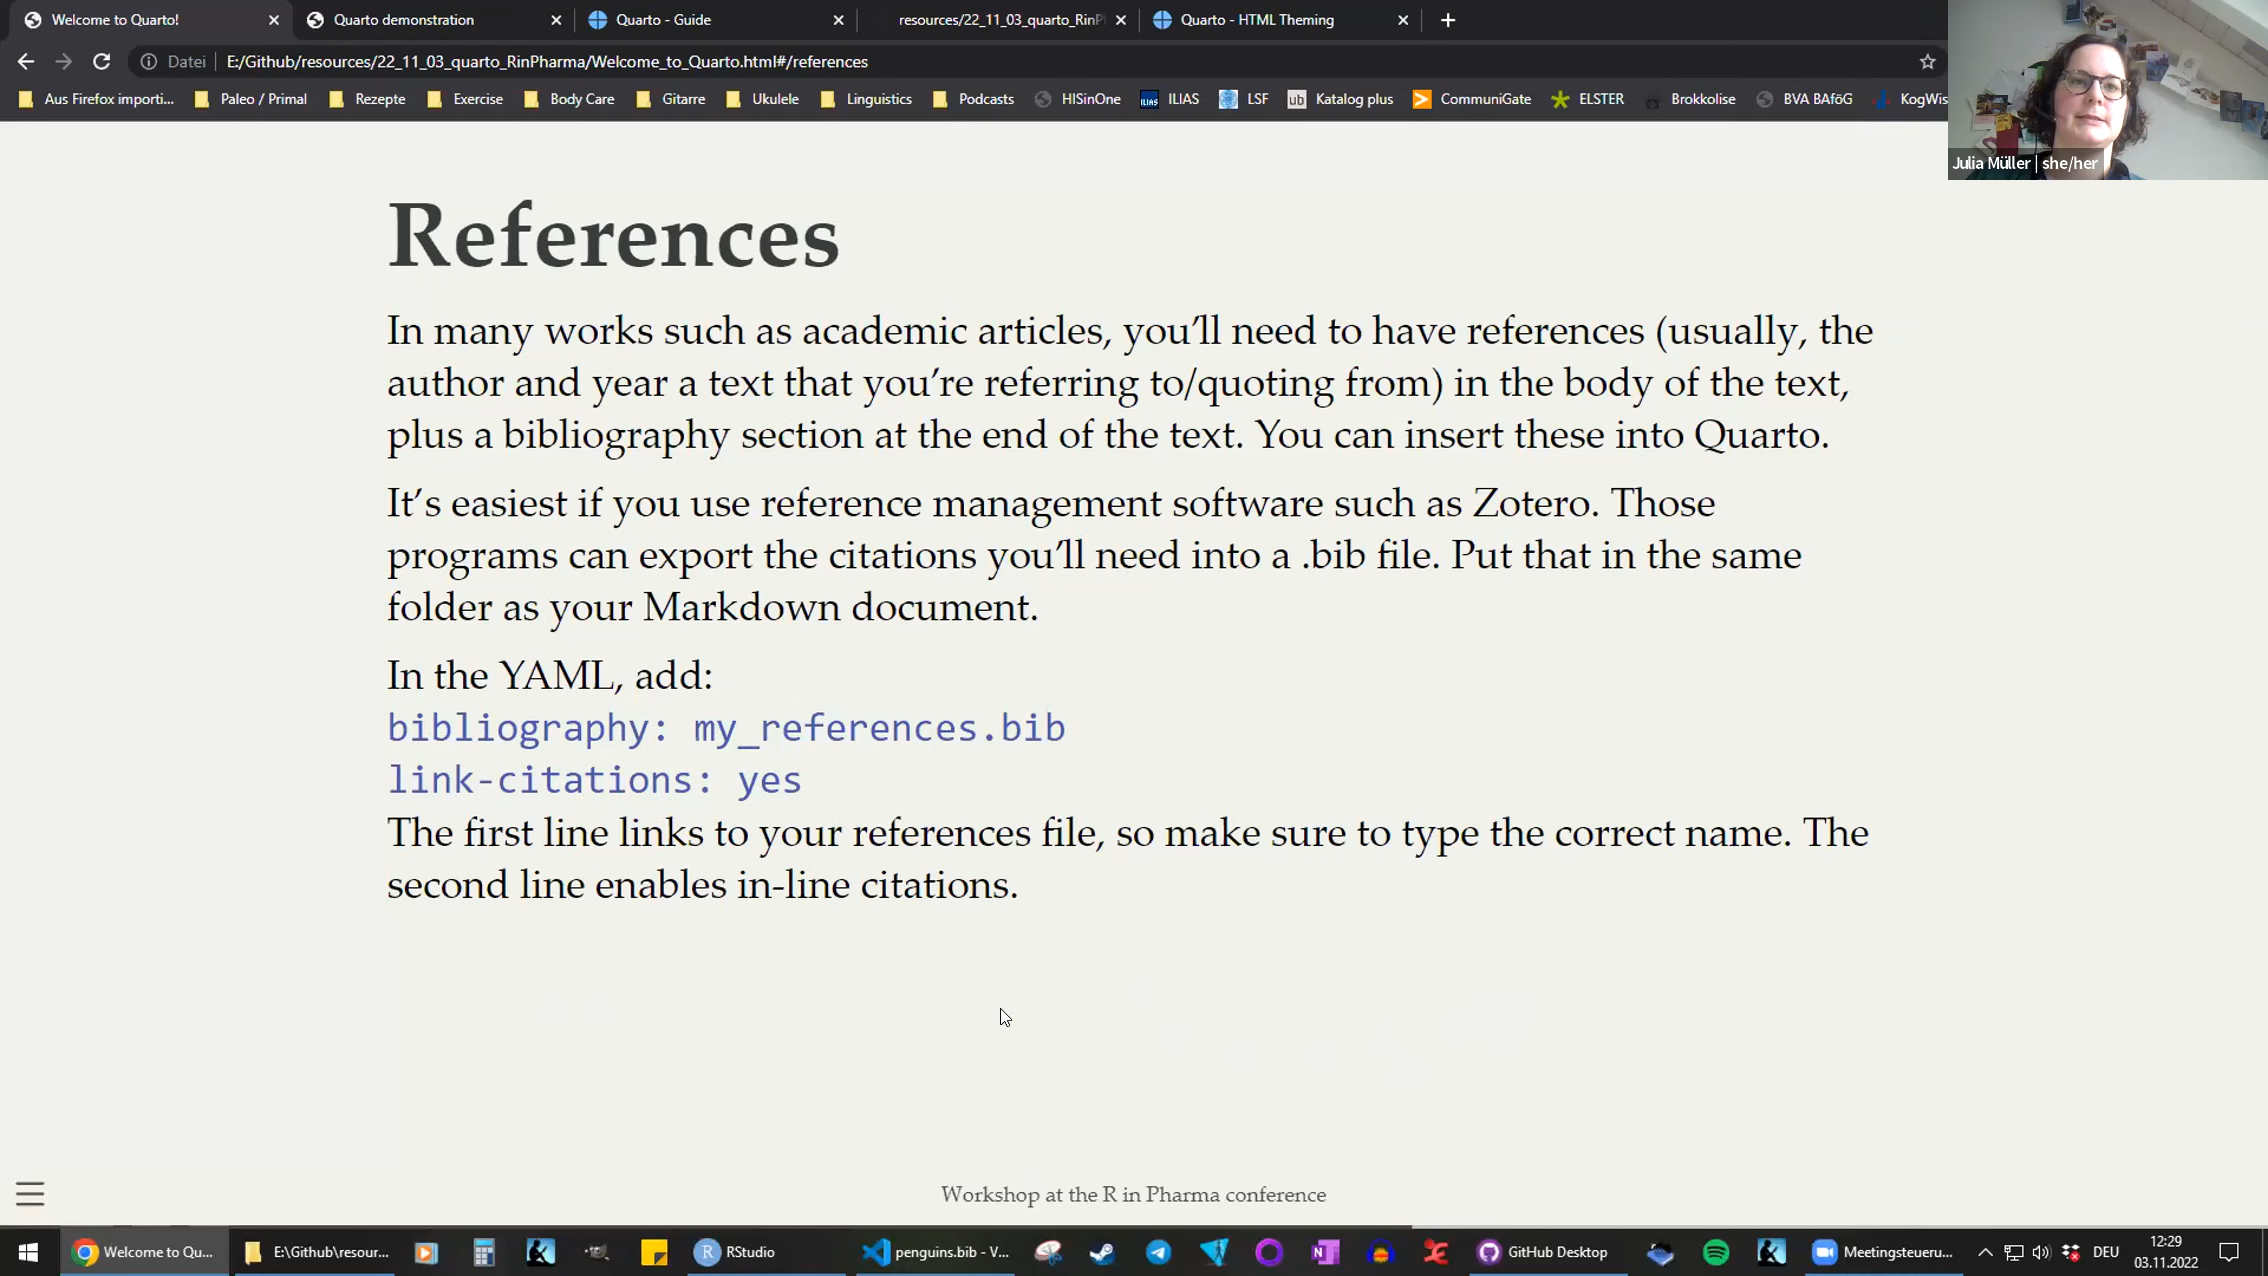 Welcome to Quarto!
Quarto demonstration
Quarto - Guide
resources/22_11_03_quarto_RinP
Quarto - HTML Theming
Datei
E:/Github/resources/22_11_03_quarto_RinPharma/Welcome_to_Quarto.html#/references
Aus Firefox importi...
Paleo / Primal
Rezepte
Exercise
Body Care
Gitarre
Ukulele
Linguistics
Podcasts
HISinOne
ILIAS
LSF
ub
Katalog plus
CommuniGate
ELSTER
Brokkolise
BVA BAföG
KogWis
Julia Müller | she/her
References
In many works such as academic articles, you’ll need to have references (usually, the
author and year a text that you’re referring to/quoting from) in the body of the text,
plus a bibliography section at the end of the text. You can insert these into Quarto.
It’s easiest if you use reference management software such as Zotero. Those
programs can export the citations you’ll need into a .bib file. Put that in the same
folder as your Markdown document.
In the YAML, add:
bibliography: my_references.bib
link-citations: yes
The first line links to your references file, so make sure to type the correct name. The
second line enables in-line citations.
Workshop at the R in Pharma conference
Welcome to Qu...
E:\Github\resour...
RStudio
penguins.bib - V...
GitHub Desktop
Meetingsteueru...
DEU
12:29
03.11.2022